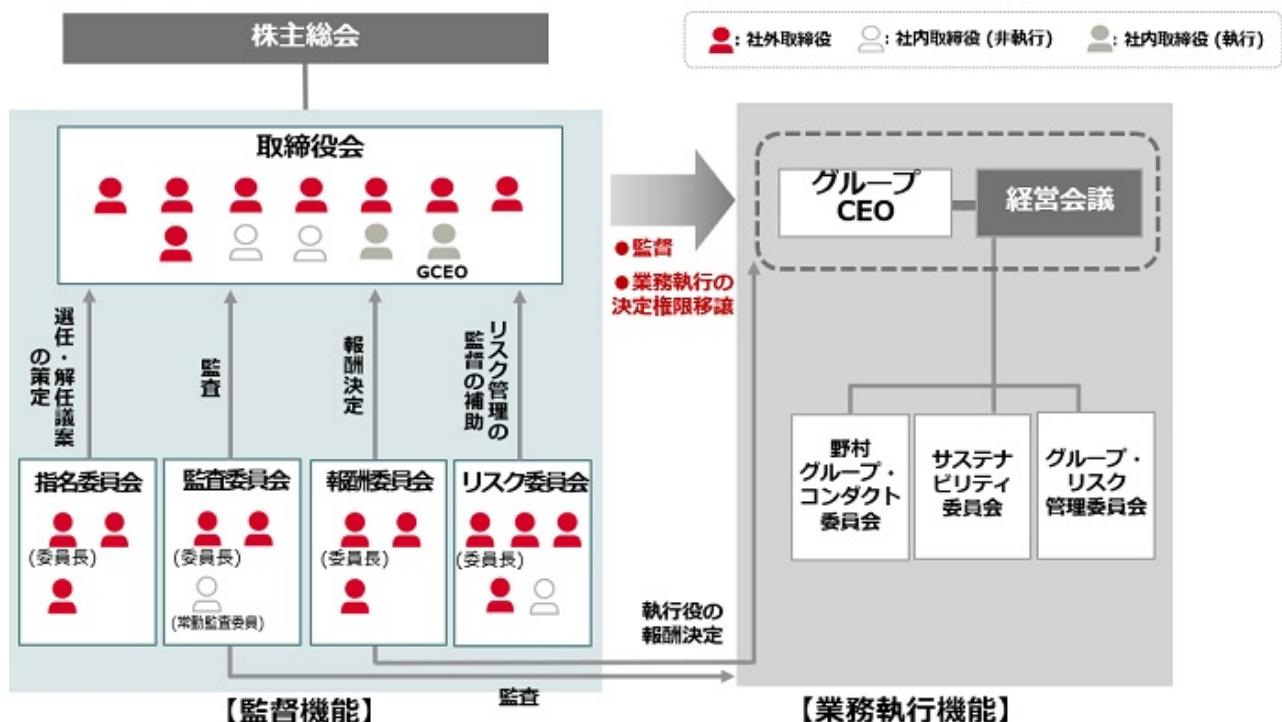 株主総会
: 社外取締役
: 社内取締役 (非執行)
: 社内取締役 (執行)
取締役会
GCEO
●監督
●業務執行の
決定権限移譲
グループ
CEO
経営会議
選任・解任議案
の策定
監査
報酬決定
リスク管理の
監督の補助
指名委員会
(委員長)
監査委員会
(委員長)
(常勤監査委員)
報酬委員会
(委員長)
リスク委員会
(委員長)
野村
グループ・
コンダクト
委員会
サステナ
ビリティ
委員会
グループ・
リスク
管理委員会
執行役の
報酬決定
監査
【監督機能】
【業務執行機能】